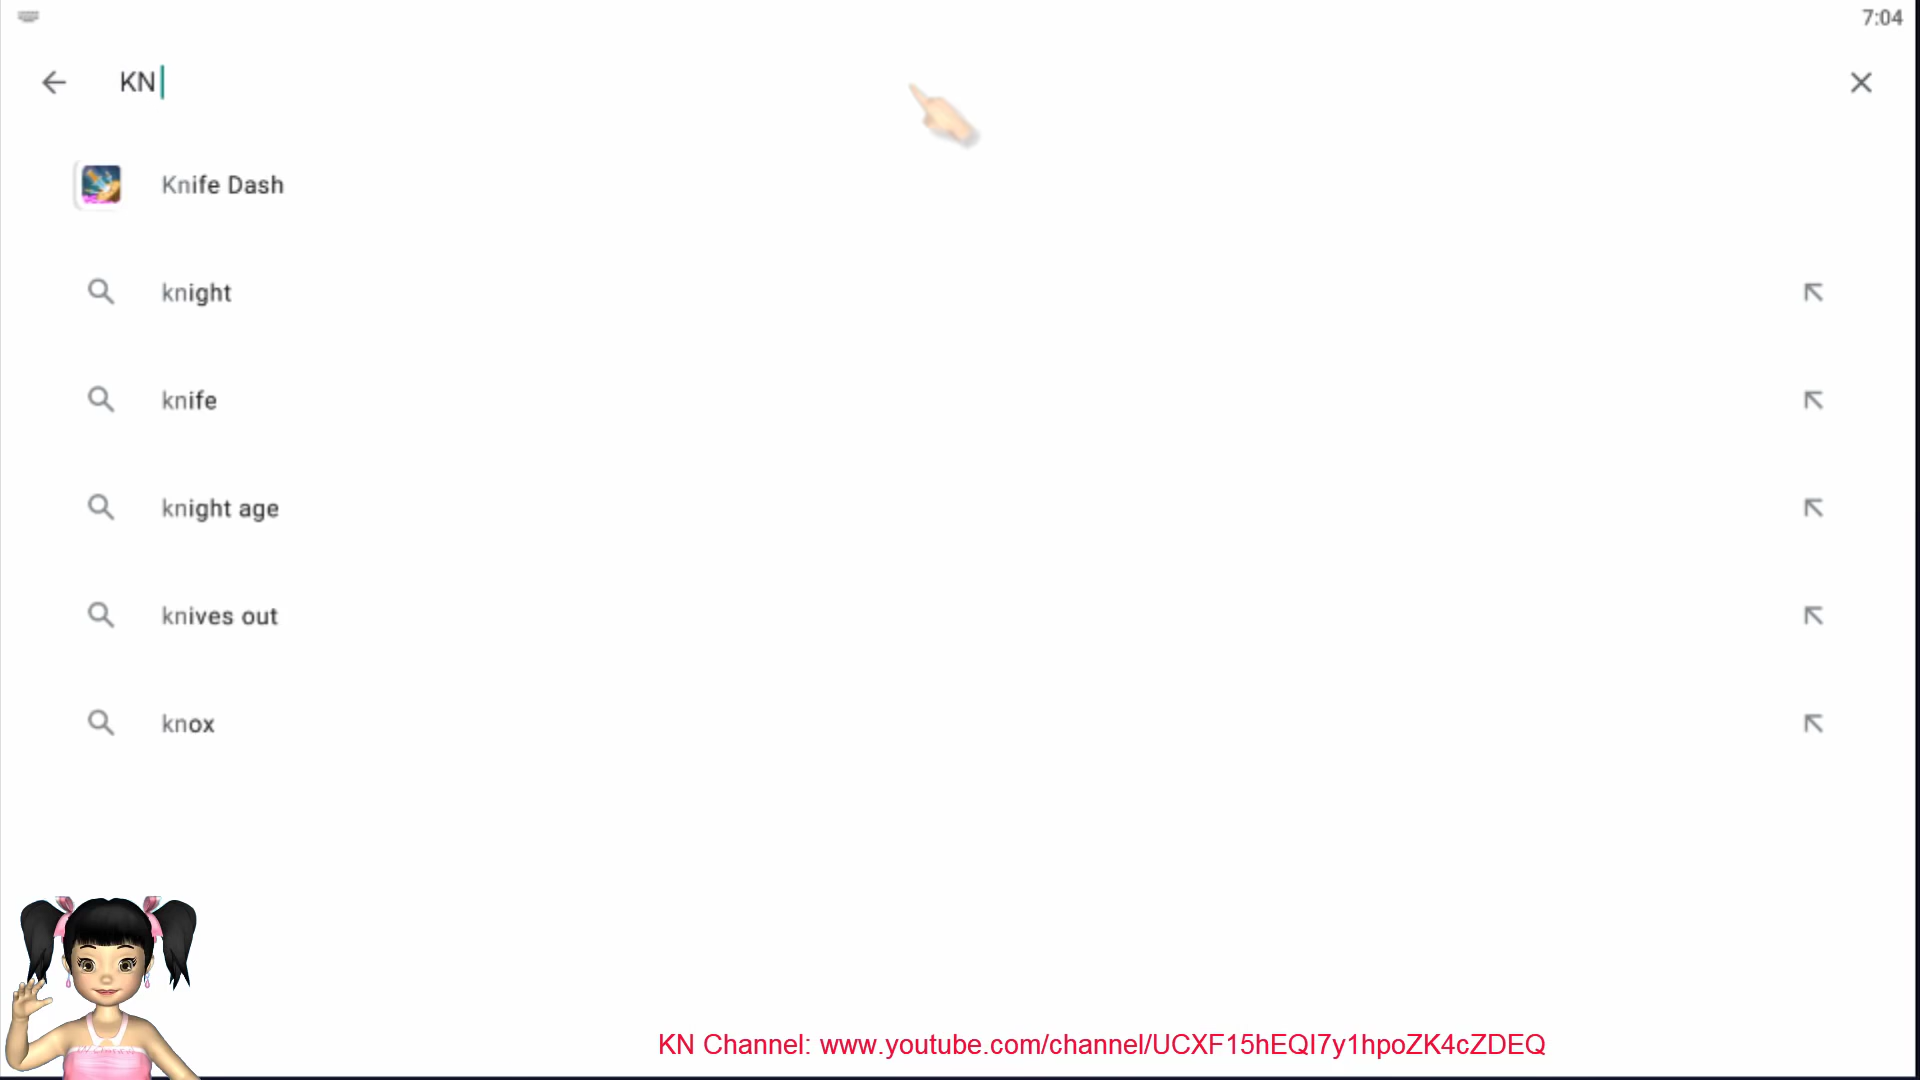 7:04
KN
Knife Dash
knight
knife
knight age
knives out
knox
KN Channel: www.youtube.com/channel/UCXF15hEQI7y1hpoZK4cZDEQ